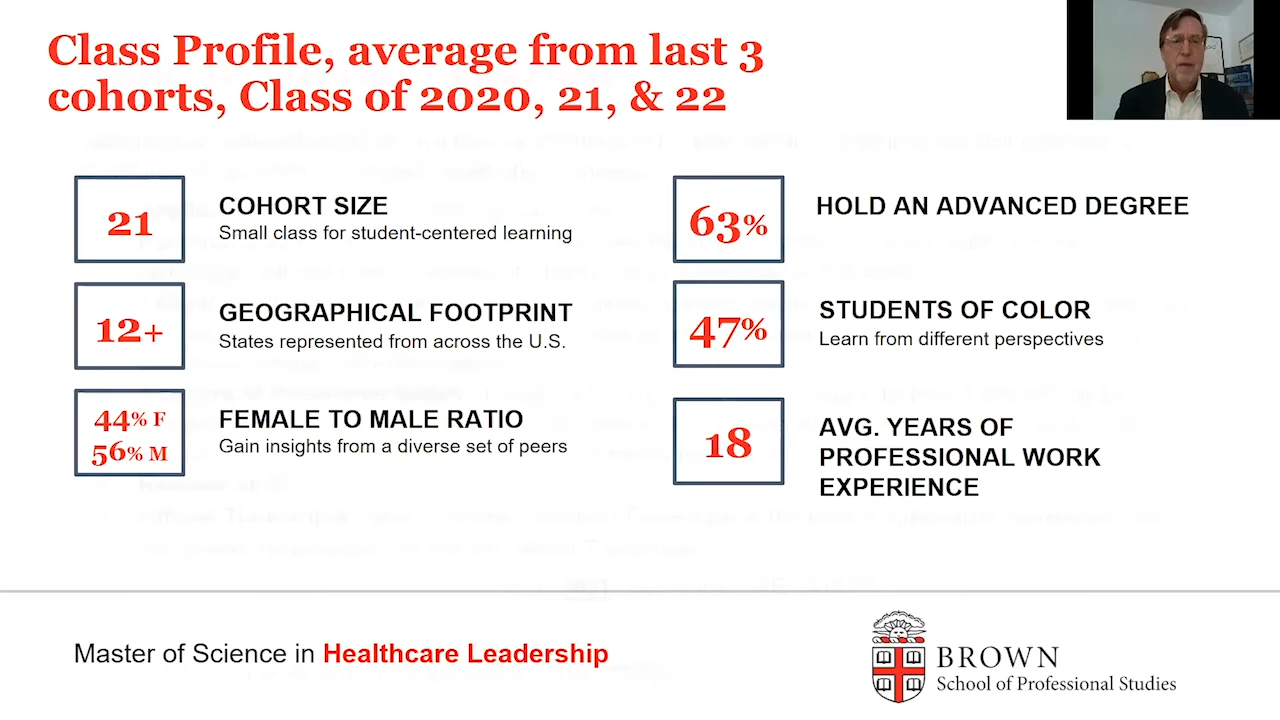 Class Profile, average from last 3
cohorts, Class of 2020, 21, & 22
21
COHORT SIZE
Small class for student-centered learning
12+
GEOGRAPHICAL FOOTPRINT
States represented from across the U.S.
44% F
56% M
FEMALE TO MALE RATIO
Gain insights from a diverse set of peers
63%
HOLD AN ADVANCED DEGREE
47%
STUDENTS OF COLOR
Learn from different perspectives
18
AVG. YEARS OF
PROFESSIONAL WORK
EXPERIENCE
Master of Science in Healthcare Leadership
BROWN
School of Professional Studies